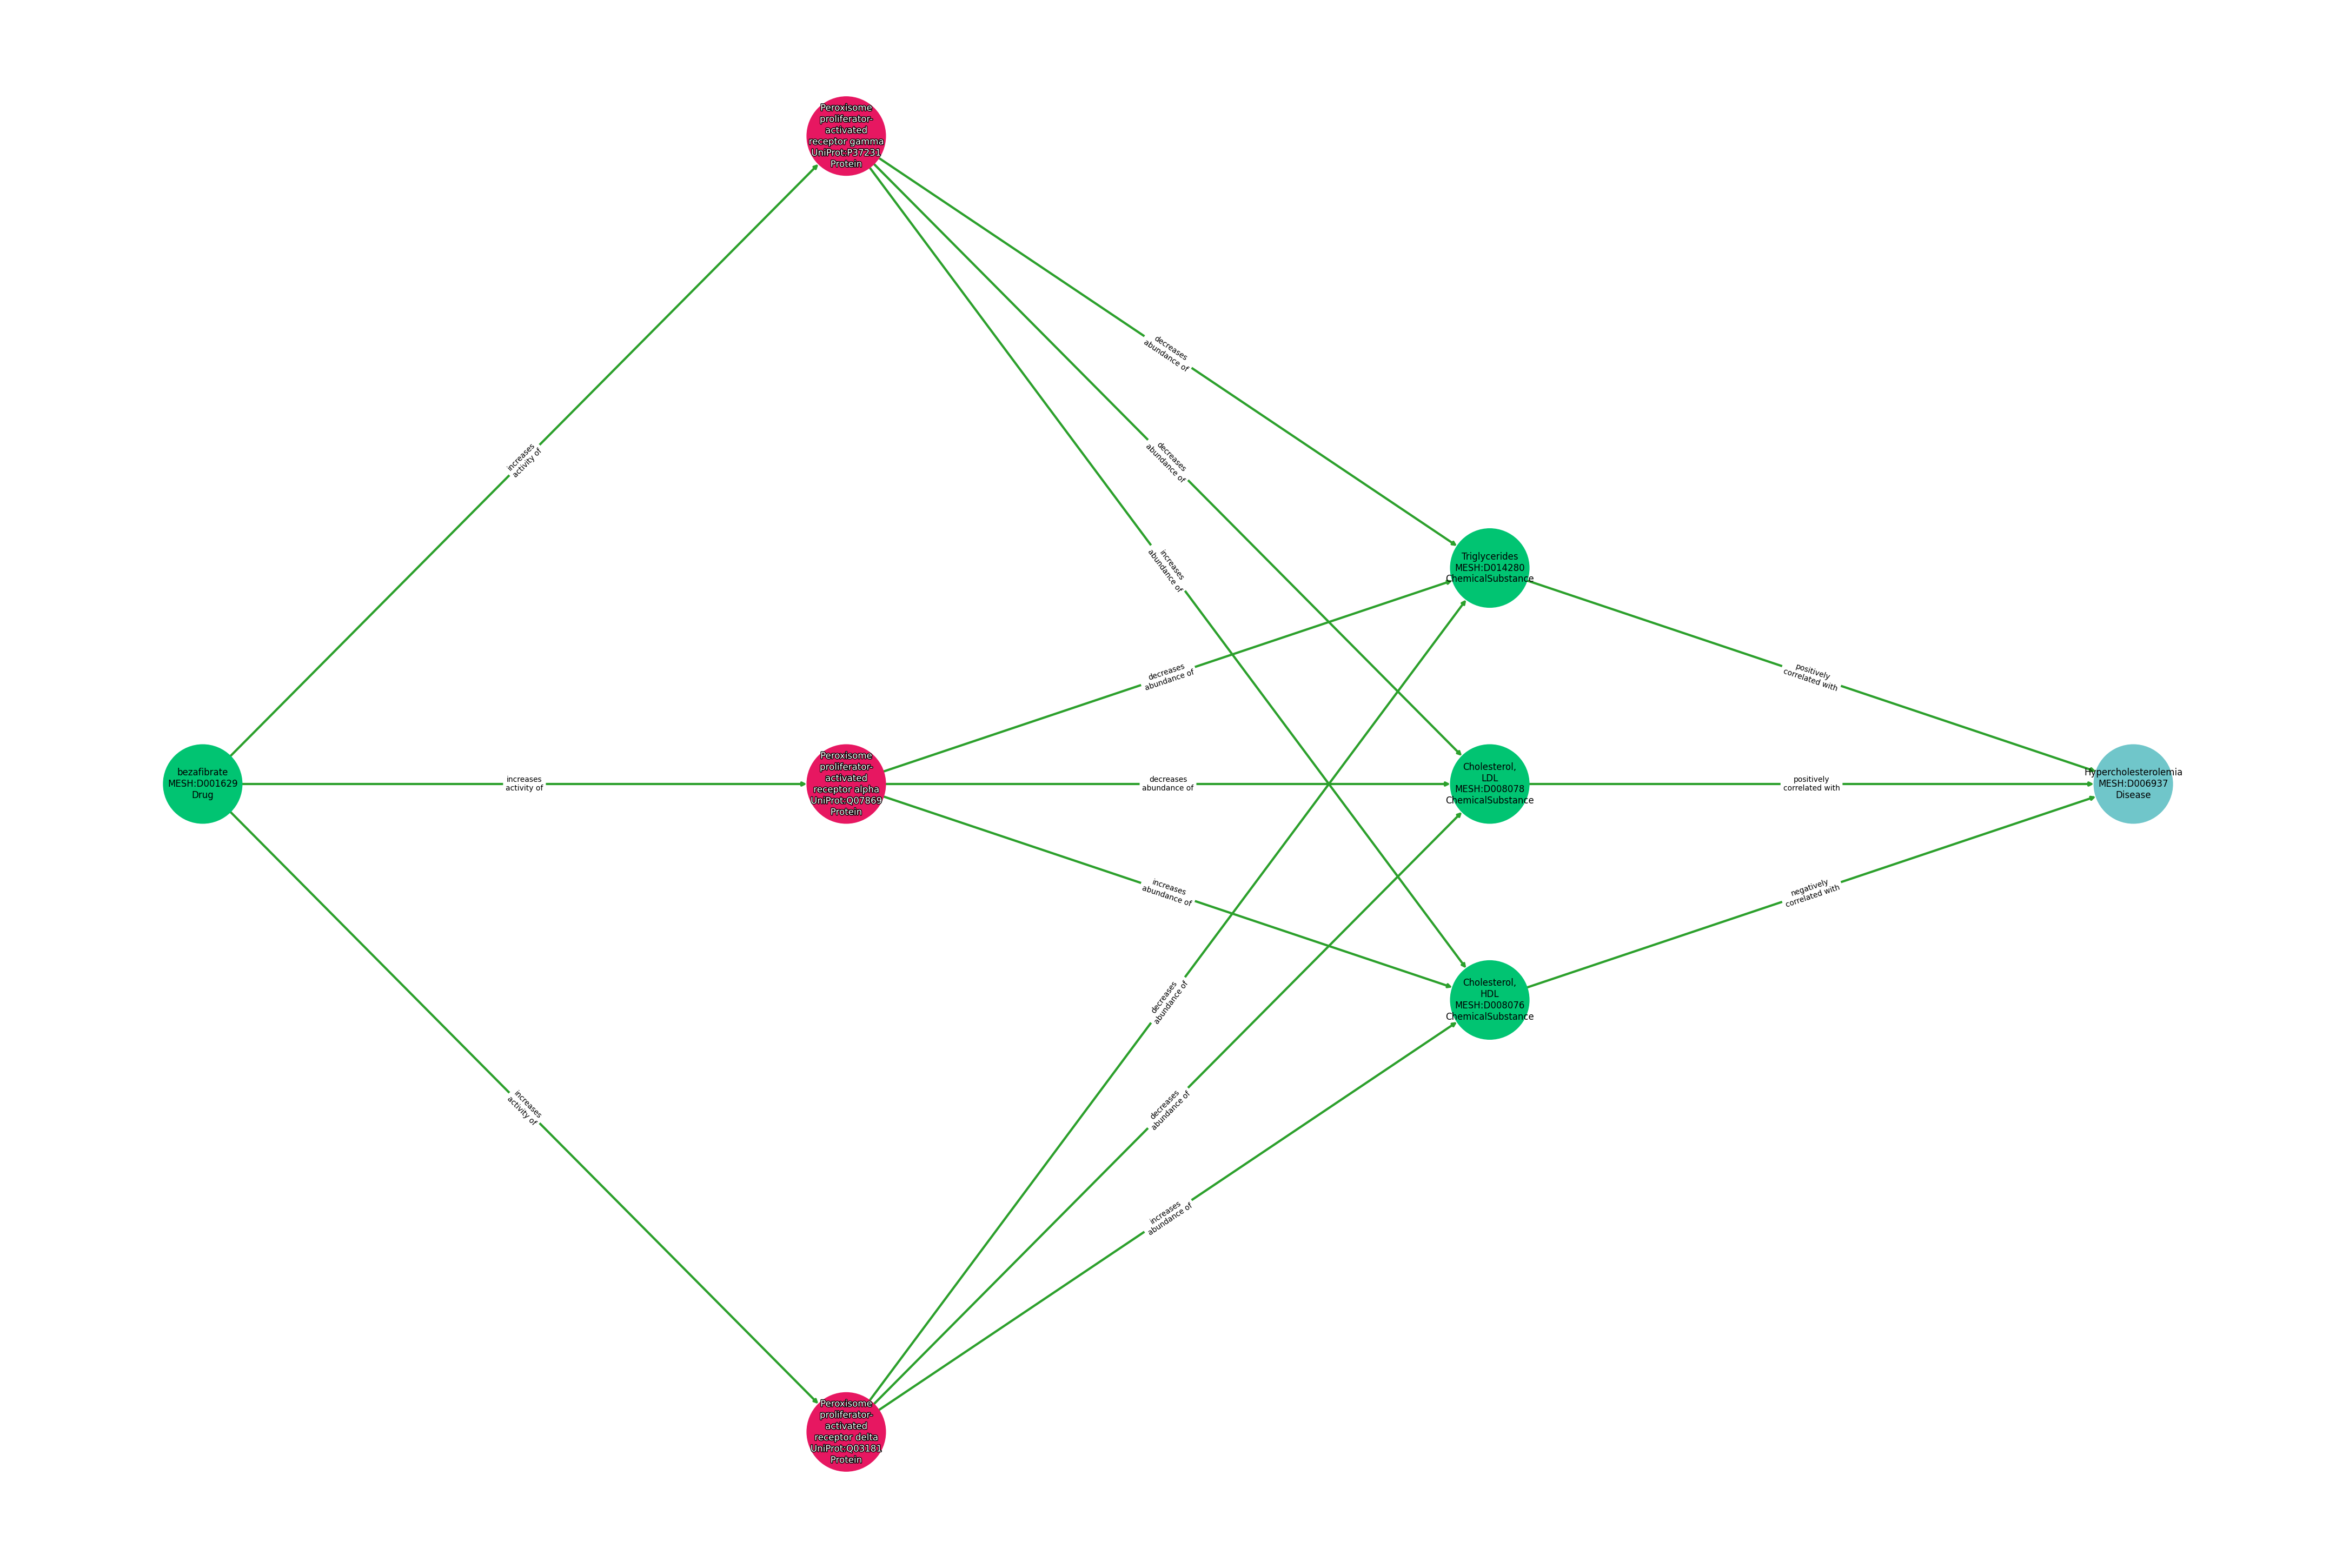 Peroxisome
proliferator-
activated
receptor gamma
UniProt:P37231
Protein
decreases
abundance of
increases
activity of
decreases
abundance of
increases
abundance of
Triglycerides
MESH:D014280
ChemicalSubstance
decreases
abundance of
positively
correlated with
bezafibrate
MESH:D001629
Drug
increases
activity of
Peroxisome
proliferator-
activated
receptor alpha
UniProt:Q07869
Protein
decreases
abundance of
Cholesterol,
LDL
MESH:D008078
ChemicalSubstance
positively
correlated with
Hypercholesterolemia
MESH:D006937
Disease
increases
abundance of
negatively
correlated with
decreases
abundance of
Cholesterol,
HDL
MESH:D008076
ChemicalSubstance
increases
activity of
decreases
abundance of
increases
abundance of
Peroxisome
proliferator-
activated
receptor delta
UniProt:Q03181
Protein